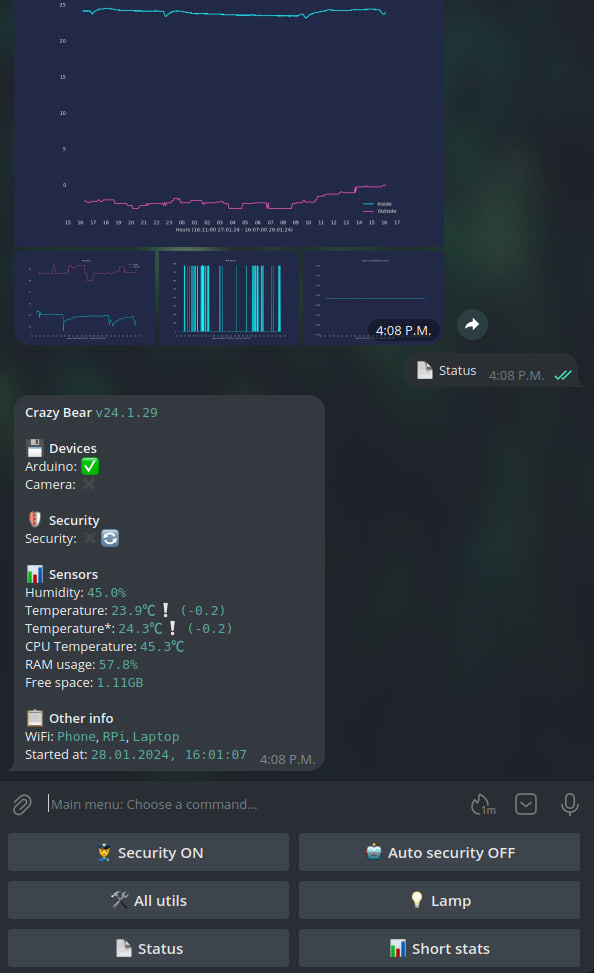 25
20
15
10
5
0
15 16 17 18 19 20 21 22 23 00 01 02 03 04 05 06 07 08 09 10 11 12 13 14 15 16 17
Inside
Outside
Hours (16:11:00 27.01.24 - 16:07:00 28.01.24)
4:08 P.M.
📄 Status 4:08 P.M.
Crazy Bear v24.1.29
💾 Devices
Arduino: ✅
Camera: ✖
Security
Security: ✖ 🔄
📊 Sensors
Humidity: 45.0%
Temperature: 23.9℃❗ (-0.2)
Temperature*: 24.3℃❗ (-0.2)
CPU Temperature: 45.3℃
RAM usage: 57.8%
Free space: 1.11GB
📋 Other info
WiFi: Phone, RPi, Laptop
Started at: 28.01.2024, 16:01:07 4:08 P.M.
Main menu: Choose a command...
1m
👮 Security ON
🤖 Auto security OFF
🛠 All utils
💡 Lamp
📄 Status
📊 Short stats